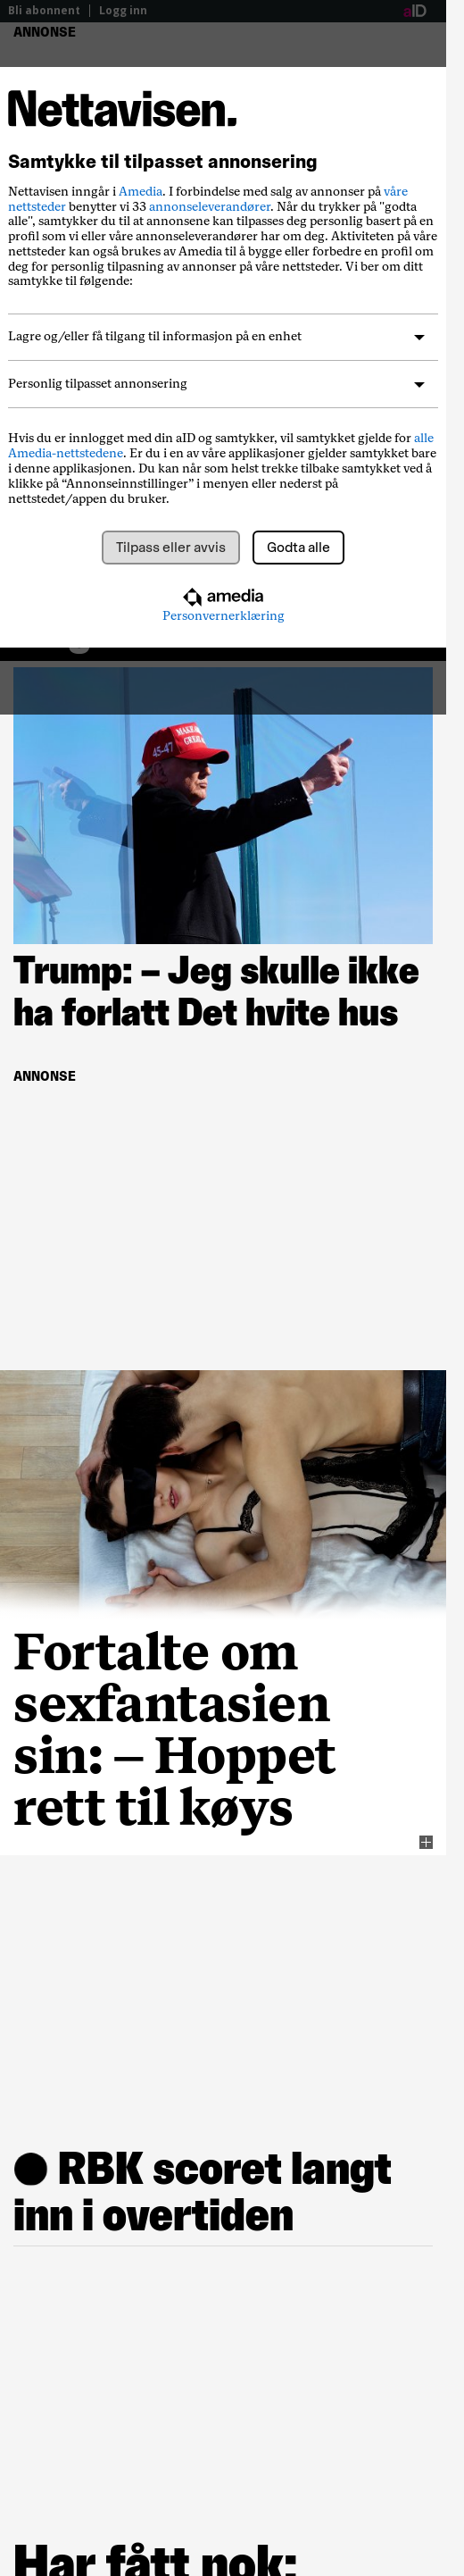 Bli abonnent
Logg inn
aID
ANNONSE
Nettavisen.
Samtykke til tilpasset annonsering
Nettavisen inngår i Amedia. I forbindelse med salg av annonser på våre
nettsteder benytter vi 33 annonseleverandører. Når du trykker på "godta
alle", samtykker du til at annonsene kan tilpasses deg personlig basert på en
profil som vi eller våre annonseleverandører har om deg. Aktiviteten på våre
nettsteder kan også brukes av Amedia til å bygge eller forbedre en profil om
deg for personlig tilpasning av annonser på våre nettsteder. Vi ber om ditt
samtykke til følgende:
Lagre og/eller få tilgang til informasjon på en enhet
Personlig tilpasset annonsering
Hvis du er innlogget med din aID og samtykker, vil samtykket gjelde for alle
Amedia-nettstedene. Er du i en av våre applikasjoner gjelder samtykket bare
i denne applikasjonen. Du kan når som helst trekke tilbake samtykket ved å
klikke på “Annonseinnstillinger” i menyen eller nederst på
nettstedet/appen du bruker.
Tilpass eller avvis
Godta alle
amedia
Personvernerklæring
45-47
Trump: – Jeg skulle ikke
ha forlatt Det hvite hus
ANNONSE
Fortalte om
sexfantasien
sin: – Hoppet
rett til køys
● RBK scoret langt
inn i overtiden
Har fått nok: